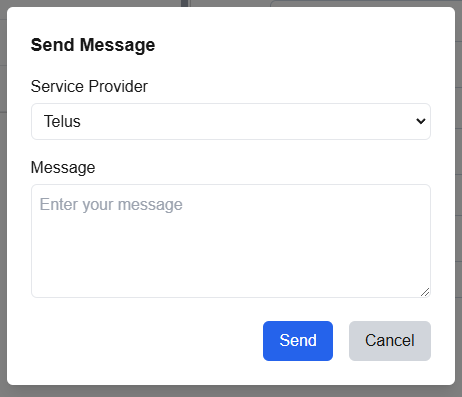 Send Message
Service Provider
Telus
Message
Enter your message
Send Cancel